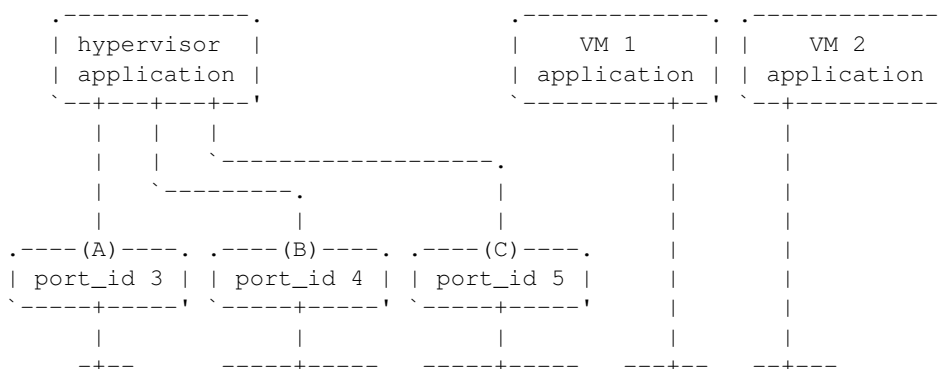 hypervisor VM 1 VM 2
application application application
(A) (B) (C)
port_id 3 port_id 4 port_id 5